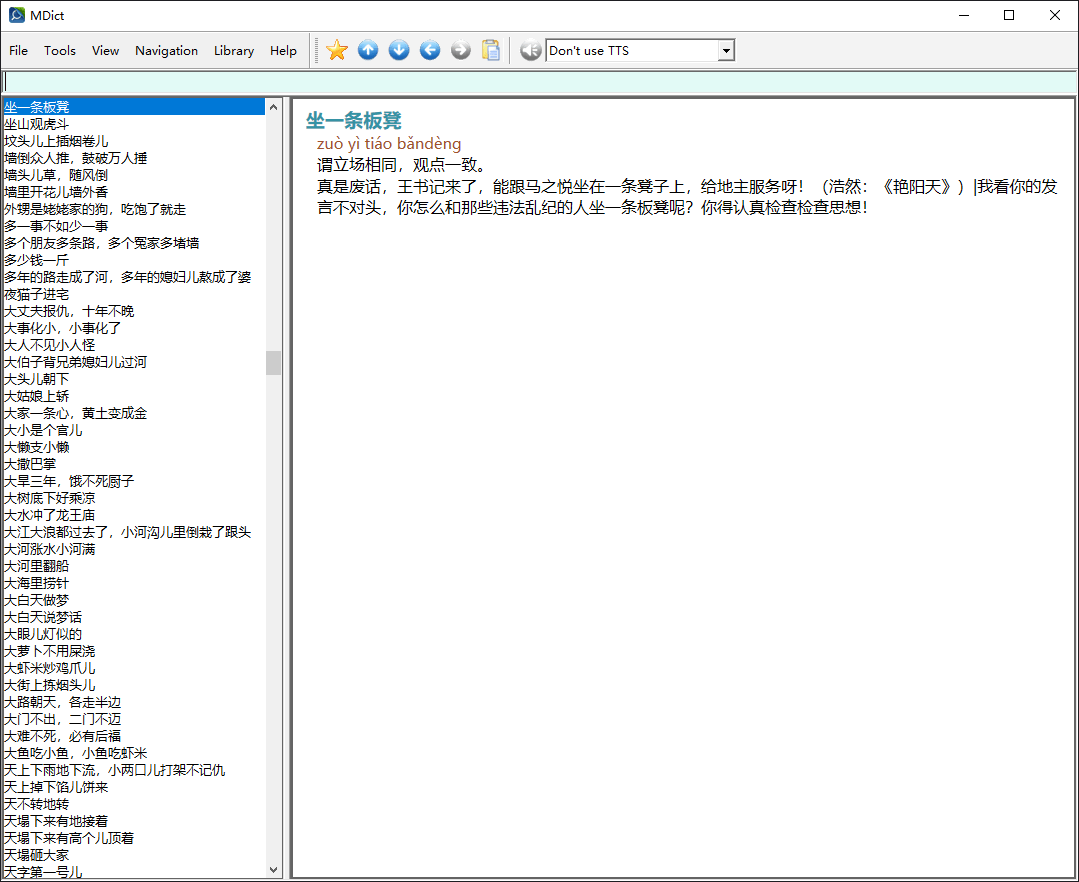 MDict
File Tools View Navigation Library Help Don't use TTS
坐一条板凳
坐山观虎斗
坟头儿上插烟卷儿
墙倒众人推，鼓破万人捶
墙头儿草，随风倒
墙里开花儿墙外香
外甥是姥姥家的狗，吃饱了就走
多一事不如少一事
多个朋友多条路，多个冤家多堵墙
多少钱一斤
多年的路走成了河，多年的媳妇儿熬成了婆
夜猫子进宅
大丈夫报仇，十年不晚
大事化小，小事化了
大人不见小人怪
大伯子背兄弟媳妇儿过河
大头儿朝下
大姑娘上轿
大家一条心，黄土变成金
大小是个官儿
大懒支小懒
大撒巴掌
大旱三年，饿不死厨子
大树底下好乘凉
大水冲了龙王庙
大江大浪都过去了，小河沟儿里倒栽了跟头
大河涨水小河满
大河里翻船
大海里捞针
大白天做梦
大白天说梦话
大眼儿灯似的
大萝卜不用屎浇
大虾米炒鸡爪儿
大街上拣烟头儿
大路朝天，各走半边
大门不出，二门不迈
大难不死，必有后福
大鱼吃小鱼，小鱼吃虾米
天上下雨地下流，小两口儿打架不记仇
天上掉下馅儿饼来
天不转地转
天塌下来有地接着
天塌下来有高个儿顶着
天塌砸大家
天字第一号儿
坐一条板凳
zuò yì tiáo bǎndèng
谓立场相同，观点一致。
真是废话，王书记来了，能跟马之悦坐在一条凳子上，给地主服务呀！（浩然：《艳阳天》）|我看你的发
言不对头，你怎么和那些违法乱纪的人坐一条板凳呢？你得认真检查检查思想！